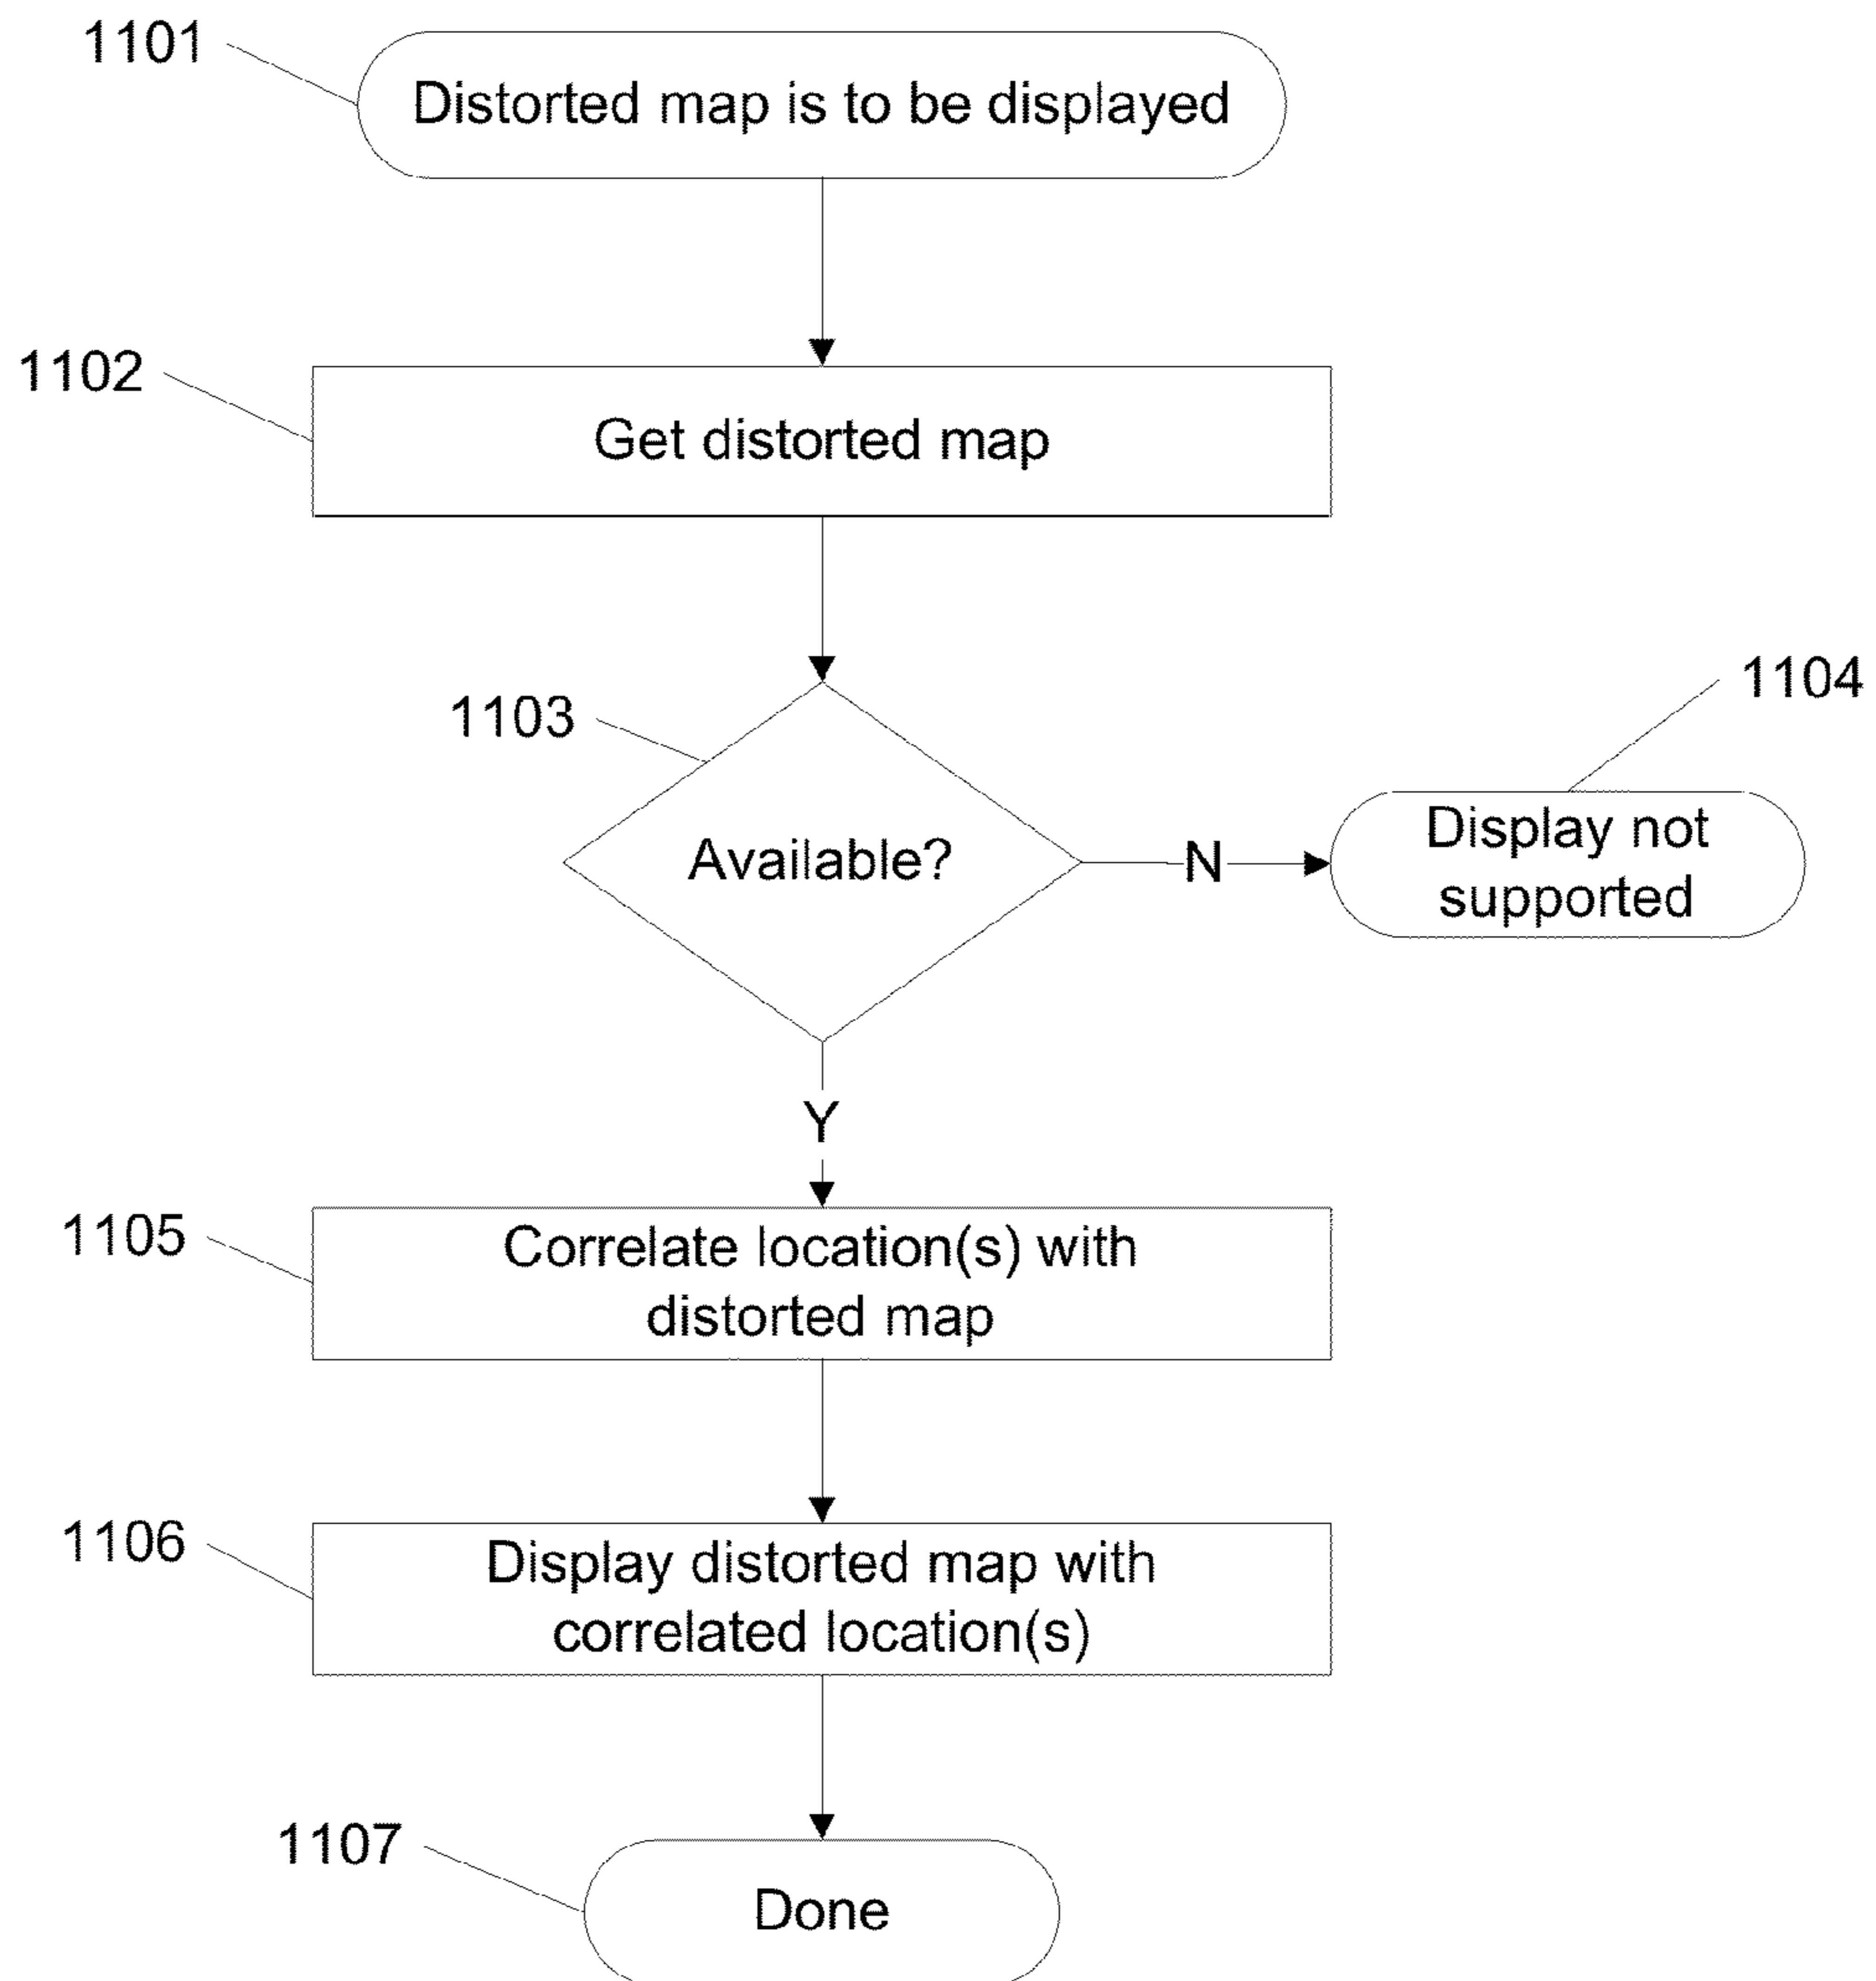 1101
Distorted map is to be displayed
1102
Get distorted map
1103
Available?
N
1104
Display not
supported
Y
1105
Correlate location(s) with
distorted map
1106
Display distorted map with
correlated location(s)
1107
Done